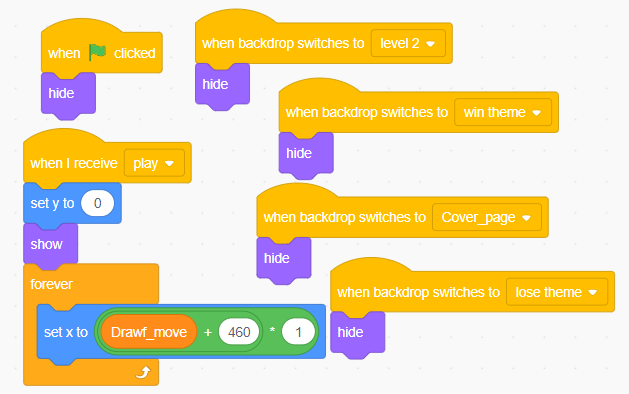 when clicked
hide
when backdrop switches to level 2
hide
when backdrop switches to win theme
hide
when I receive play
set y to 0
show
forever
set x to Drawf_move + 460 * 1
when backdrop switches to Cover_page
hide
when backdrop switches to lose theme
hide